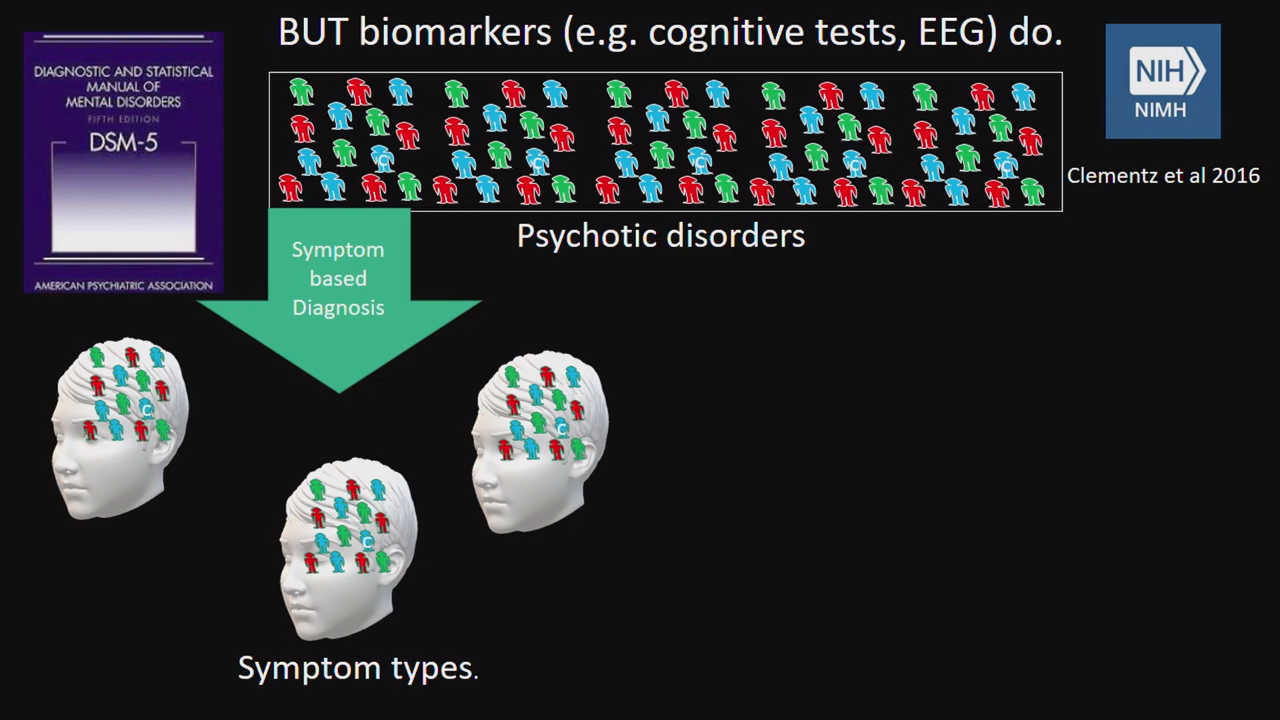 BUT biomarkers (e.g. cognitive tests, EEG) do.
DIAGNOSTIC AND STATISTICAL
MANUAL OF
MENTAL DISORDERS
FIFTH EDITION
DSM-5
AMERICAN PSYCHIATRIC ASSOCIATION
C
C
C
C
C
NIH
NIMH
Clementz et al 2016
Psychotic disorders
Symptom
based
Diagnosis
C
C
C
Symptom types.